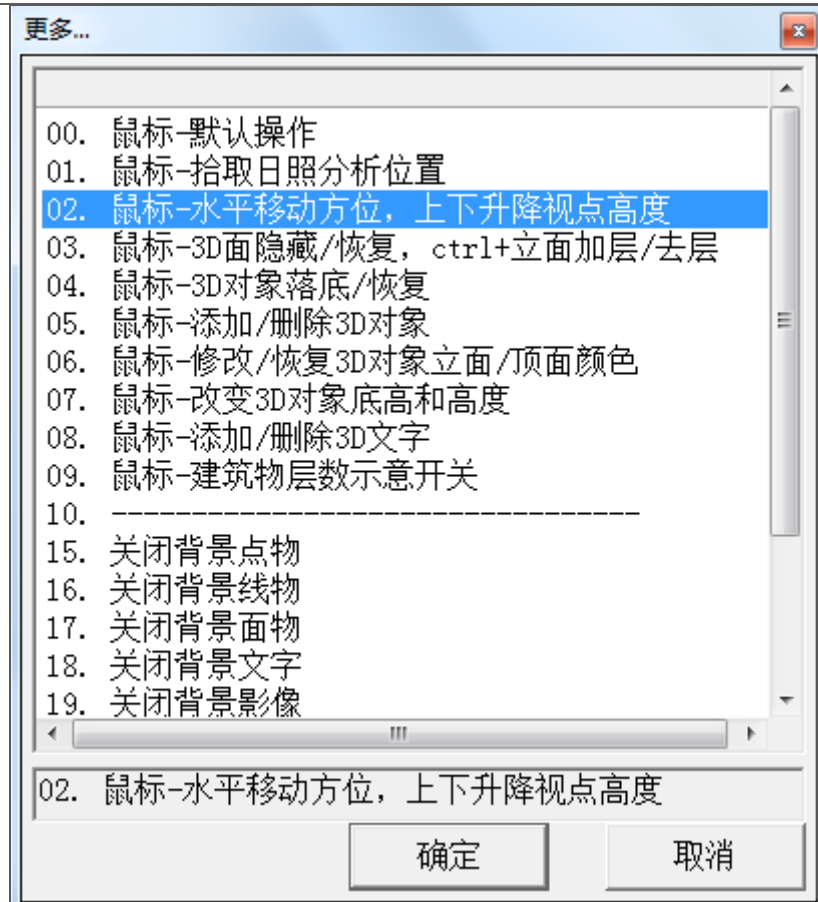 更多...
00. 鼠标-默认操作
01. 鼠标-拾取日照分析位置
02. 鼠标-水平移动方位，上下升降视点高度
03. 鼠标-3D面隐藏/恢复，ctrl+立面加层/去层
04. 鼠标-3D对象落底/恢复
05. 鼠标-添加/删除3D对象
06. 鼠标-修改/恢复3D对象立面/顶面颜色
07. 鼠标-改变3D对象底高和高度
08. 鼠标-添加/删除3D文字
09. 鼠标-建筑物层数示意开关
10. ---------------------------------
15. 关闭背景点物
16. 关闭背景线物
17. 关闭背景面物
18. 关闭背景文字
19. 关闭背景影像
02. 鼠标-水平移动方位，上下升降视点高度
确定 取消